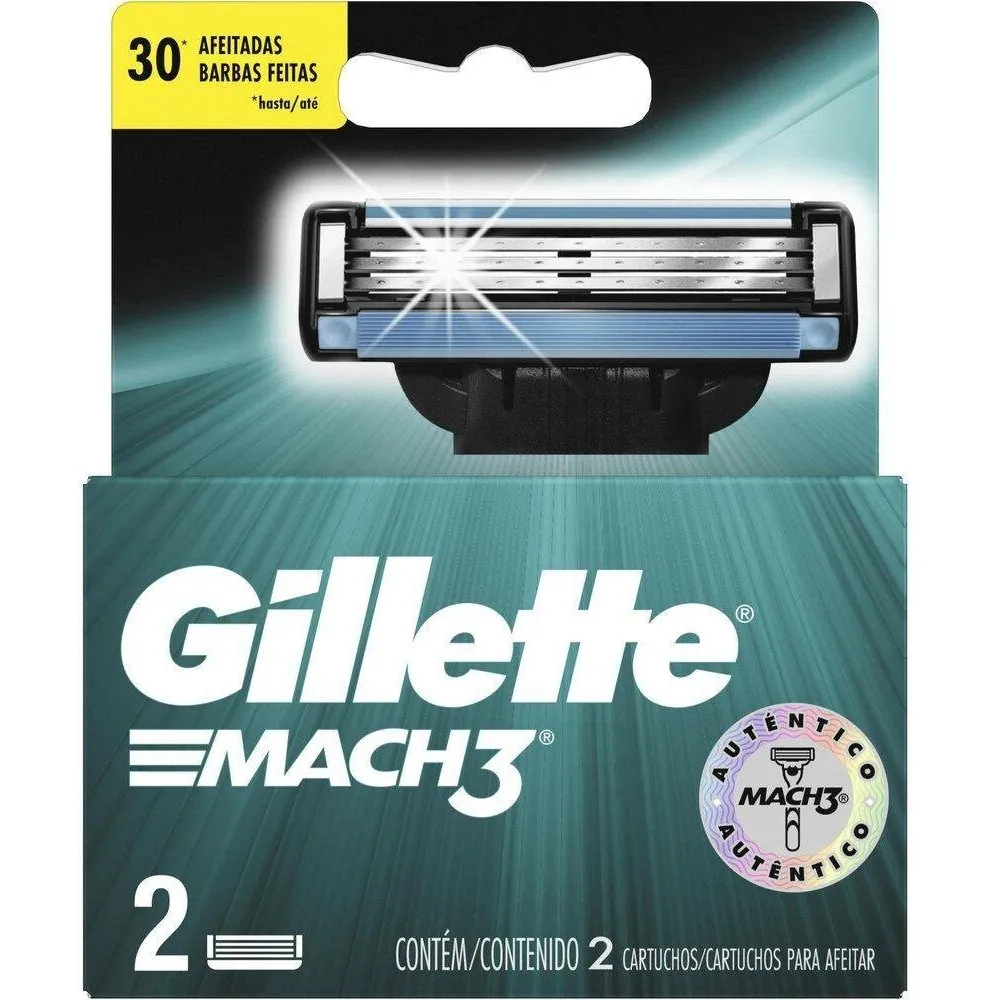 30* AFEITADAS
BARBAS FEITAS
*hasta/até
Gillette®
MACH3®
AUTÉNTICO
MACH3®
AUTÊNTICO
2
CONTÉM/CONTENIDO 2 CARTUCHOS/CARTUCHOS PARA AFEITAR